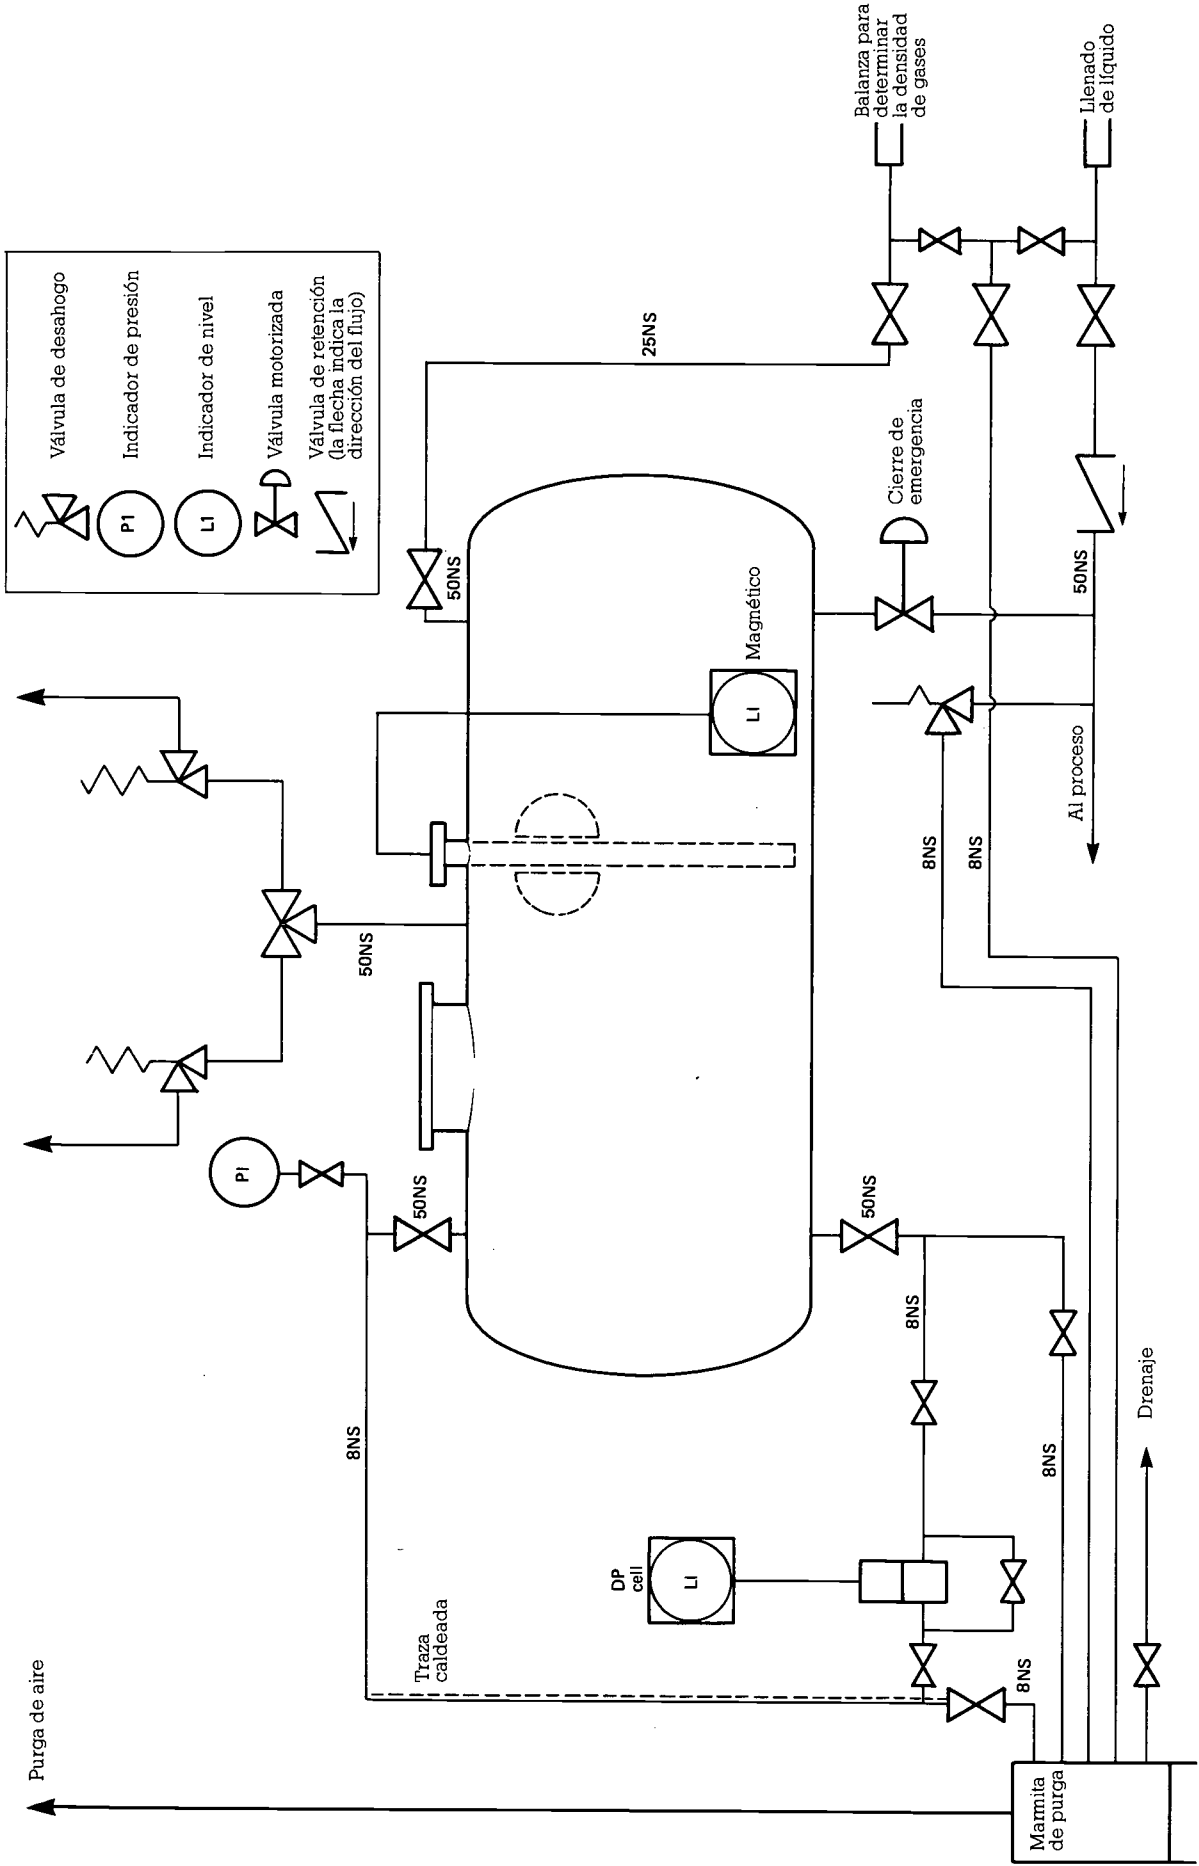 Válvula de desahogo
P1
Indicador de presión
L1
Indicador de nivel
Válvula motorizada
Válvula de retención
(la flecha indica la
dirección del flujo)
Purga de aire
PI
8NS
50NS
50NS
50NS
25NS
Traza
caldeada
DP
cell
LI
LI
Magnético
Balanza para
determinar
la densidad
de gases
Llenado
de líquido
Cierre de
emergencia
50NS
50NS
8NS
8NS
8NS
8NS
8NS
Al proceso
Drenaje
Marmita
de purga